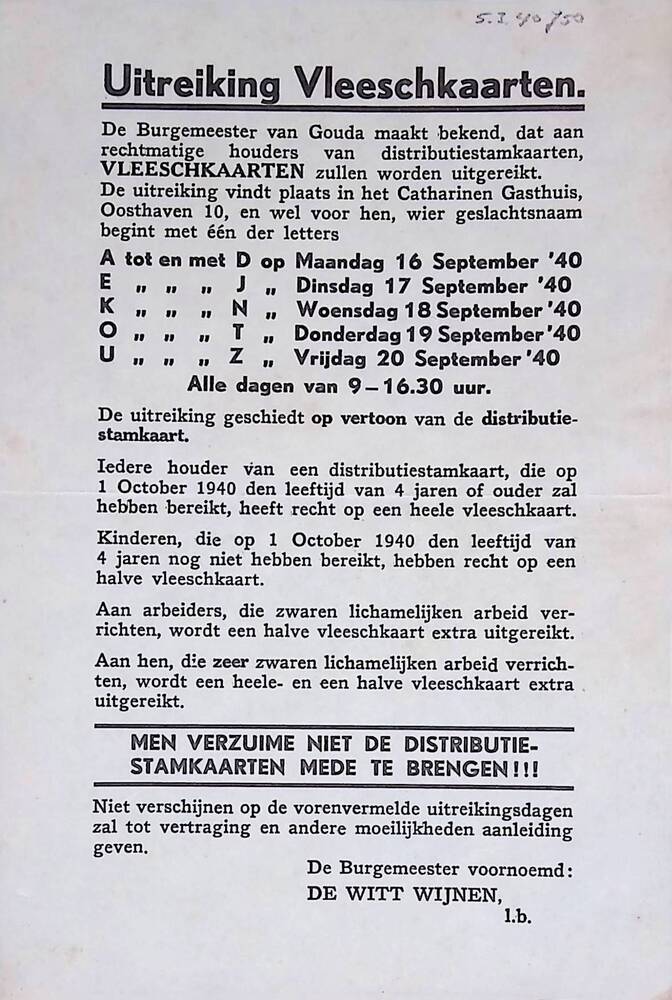 5.I.40/50
Uitreiking Vleeschkaarten.
De Burgemeester van Gouda maakt bekend, dat aan
rechtmatige houders van distributiestamkaarten,
VLEESCHKAARTEN zullen worden uitgereikt.
De uitreiking vindt plaats in het Catharinen Gasthuis,
Oosthaven 10, en wel voor hen, wier geslachtsnaam
begint met één der letters
A tot en met D op Maandag 16 September '40
E „ „ „ J „ Dinsdag 17 September '40
K „ „ „ N „ Woensdag 18 September '40
O „ „ „ T „ Donderdag 19 September '40
U „ „ „ Z „ Vrijdag 20 September '40
Alle dagen van 9–16.30 uur.
De uitreiking geschiedt op vertoon van de distributie-
stamkaart.
Iedere houder van een distributiestamkaart, die op
1 October 1940 den leeftijd van 4 jaren of ouder zal
hebben bereikt, heeft recht op een heele vleeschkaart.
Kinderen, die op 1 October 1940 den leeftijd van
4 jaren nog niet hebben bereikt, hebben recht op een
halve vleeschkaart.
Aan arbeiders, die zwaren lichamelijken arbeid ver-
richten, wordt een halve vleeschkaart extra uitgereikt.
Aan hen, die zeer zwaren lichamelijken arbeid verrich-
ten, wordt een heele- en een halve vleeschkaart extra
uitgereikt.
MEN VERZUIME NIET DE DISTRIBUTIE-
STAMKAARTEN MEDE TE BRENGEN!!!
Niet verschijnen op de vorenvermelde uitreikingsdagen
zal tot vertraging en andere moeilijkheden aanleiding
geven.
De Burgemeester voornoemd:
DE WITT WIJNEN,
l.b.